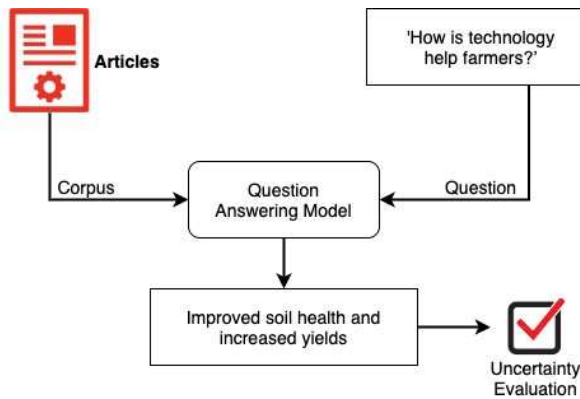 Articles
'How is technology
help farmers?’
Corpus
Question
Answering Model
Question
Improved soil health and
increased yields
Uncertainty
Evaluation